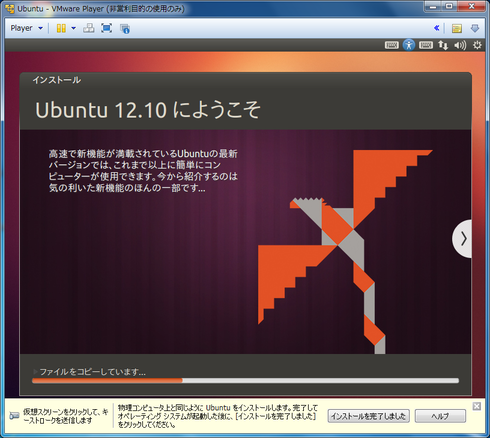 Ubuntu - VMware Player (非営利目的の使用のみ)
Player
インストール
Ubuntu 12.10 にようこそ
高速で新機能が満載されているUbuntuの最新
バージョンでは、これまで以上に簡単にコン
ピューターが使用できます。今から紹介するのは
気の利いた新機能のほんの一部です...
ファイルをコピーしています...
仮想スクリーンをクリックして、キ
ーストロークを送信します
物理コンピュータ上と同じように Ubuntu をインストールします。完了して
オペレーティング システムが起動した後に、[インストールを完了しました]
をクリックしてください。
インストールを完了しました
ヘルプ